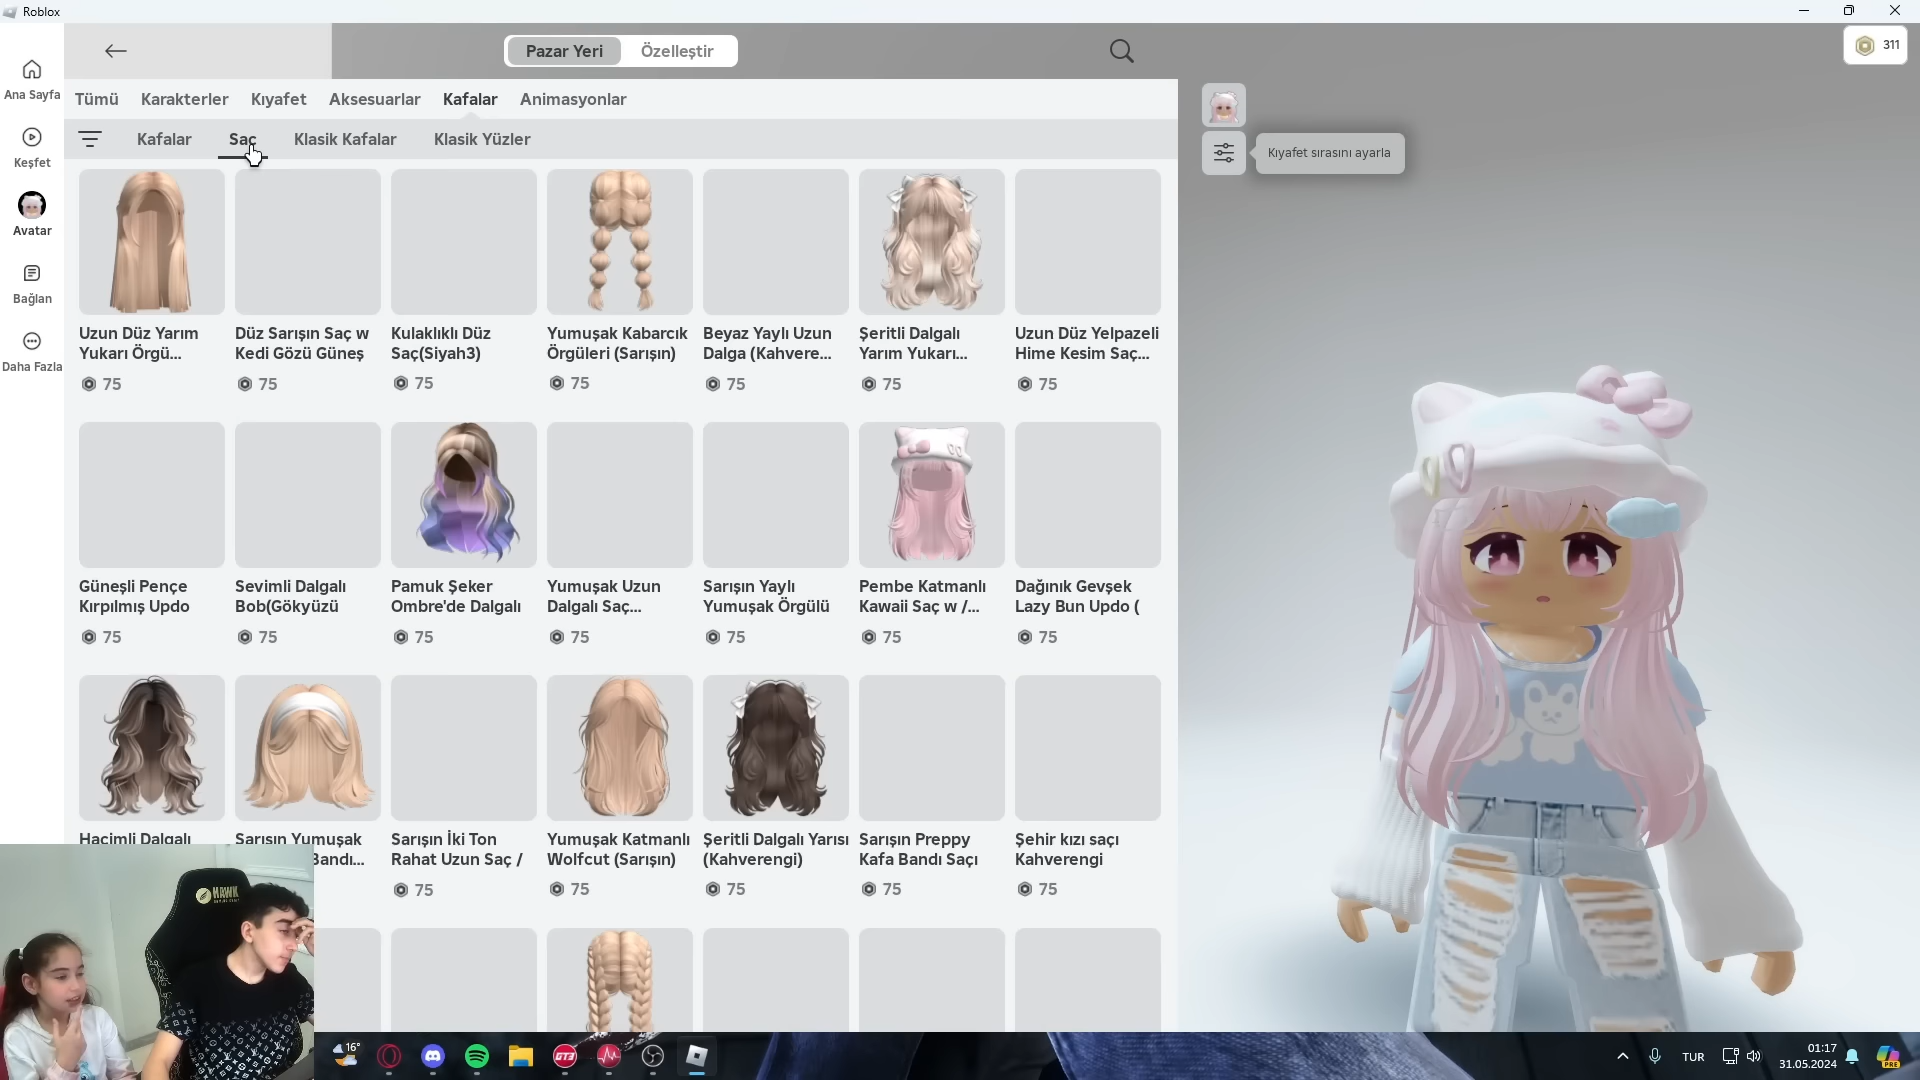 Roblox
Pazar Yeri
Özelleştir
311
Ana Sayfa
Keşfet
Avatar
Bağlan
Daha Fazla
Tümü
Karakterler
Kıyafet
Aksesuarlar
Kafalar
Animasyonlar
Kafalar
Saç
Klasik Kafalar
Klasik Yüzler
Kıyafet sırasını ayarla
Uzun Düz Yarım
Yukarı Örgü...
75
Düz Sarışın Saç w
Kedi Gözü Güneş
75
Kulaklıklı Düz
Saç(Siyah3)
75
Yumuşak Kabarcık
Örgüleri (Sarışın)
75
Beyaz Yaylı Uzun
Dalga (Kahvere...
75
Şeritli Dalgalı
Yarım Yukarı...
75
Uzun Düz Yelpazeli
Hime Kesim Saç...
75
Güneşli Pençe
Kırpılmış Updo
75
Sevimli Dalgalı
Bob(Gökyüzü
75
Pamuk Şeker
Ombre'de Dalgalı
75
Yumuşak Uzun
Dalgalı Saç...
75
Sarışın Yaylı
Yumuşak Örgülü
75
Pembe Katmanlı
Kawaii Saç w /...
75
Dağınık Gevşek
Lazy Bun Updo (
75
Hacimli Dalgalı
Sarışın Yumuşak
Bandı...
Sarışın İki Ton
Rahat Uzun Saç /
75
Yumuşak Katmanlı
Wolfcut (Sarışın)
75
Şeritli Dalgalı Yarısı
(Kahverengi)
75
Sarışın Preppy
Kafa Bandı Saçı
75
Şehir kızı saçı
Kahverengi
75
HAWK
16°
GT3
TUR
01:17
31.05.2024
PRE